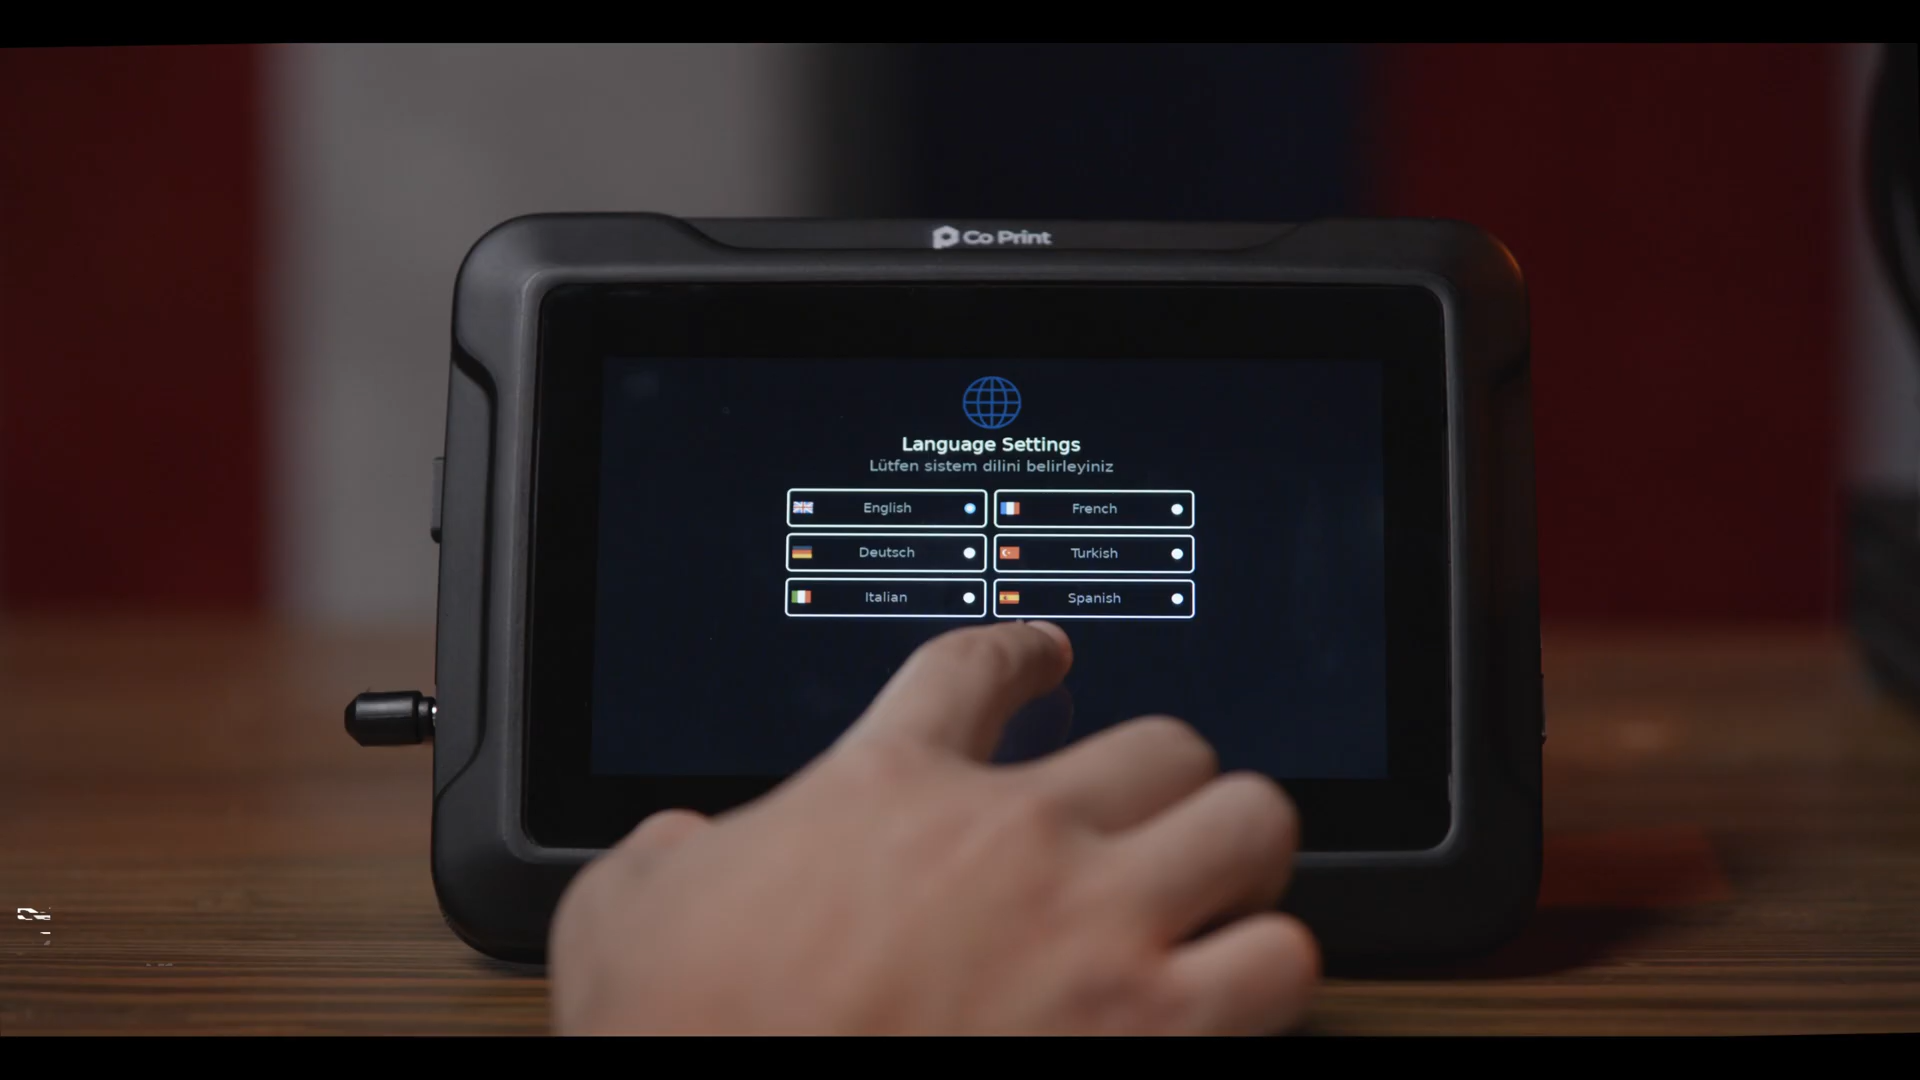 Co Print
Language Settings
Lütfen sistem dilini belirleyiniz
English
French
Deutsch
Turkish
Italian
Spanish